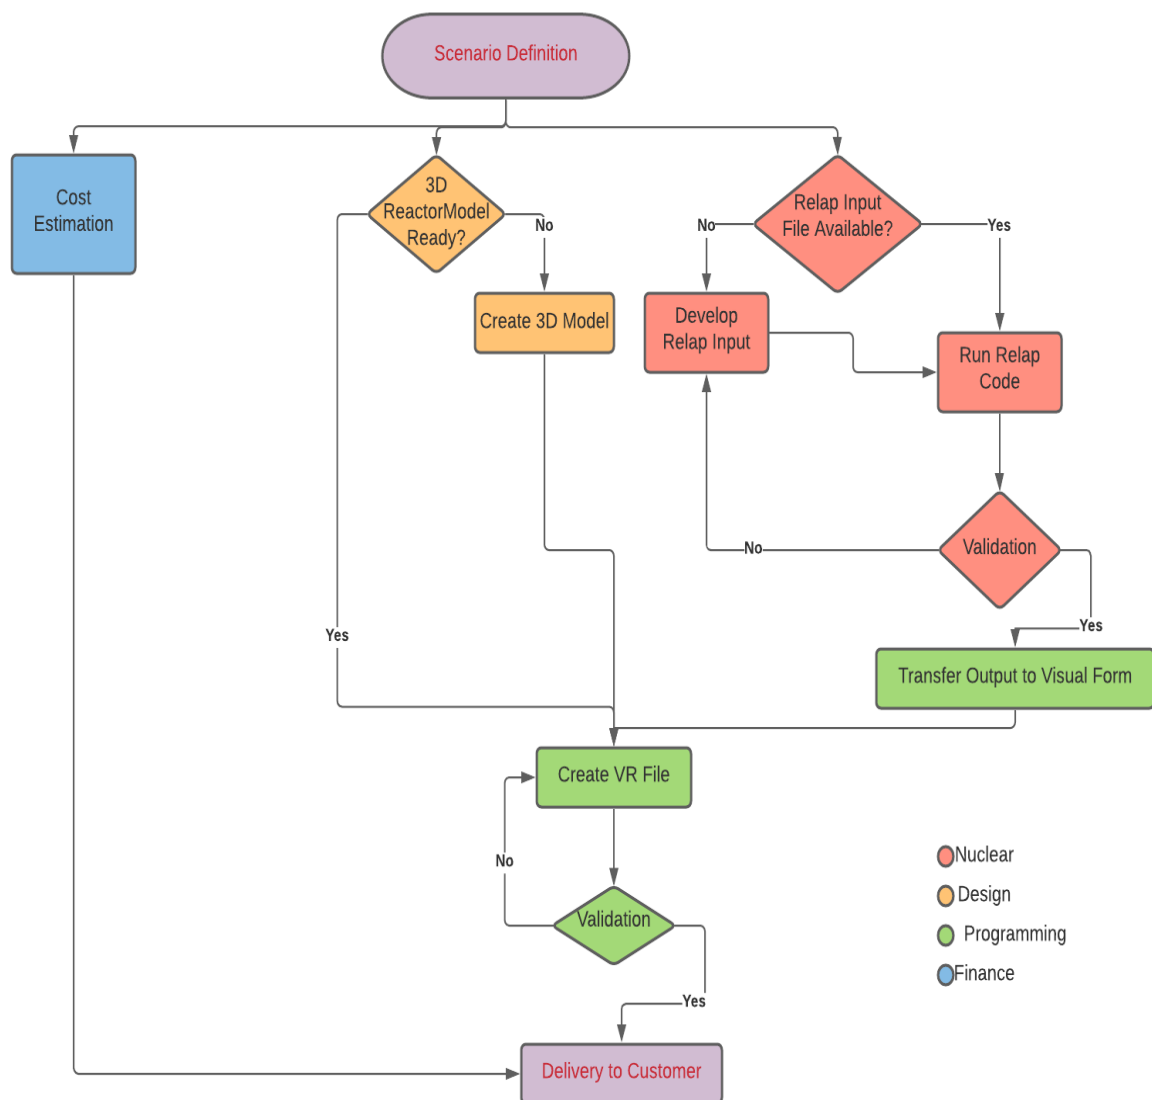 Scenario Definition
Cost
Estimation
3D
ReactorModel
Ready?
No
Relap Input
File Available?
No
Yes
Create 3D Model
Develop
Relap Input
Run Relap
Code
Validation
No
Yes
Yes
Transfer Output to Visual Form
Create VR File
No
Validation
Yes
Delivery to Customer
Nuclear
Design
Programming
Finance